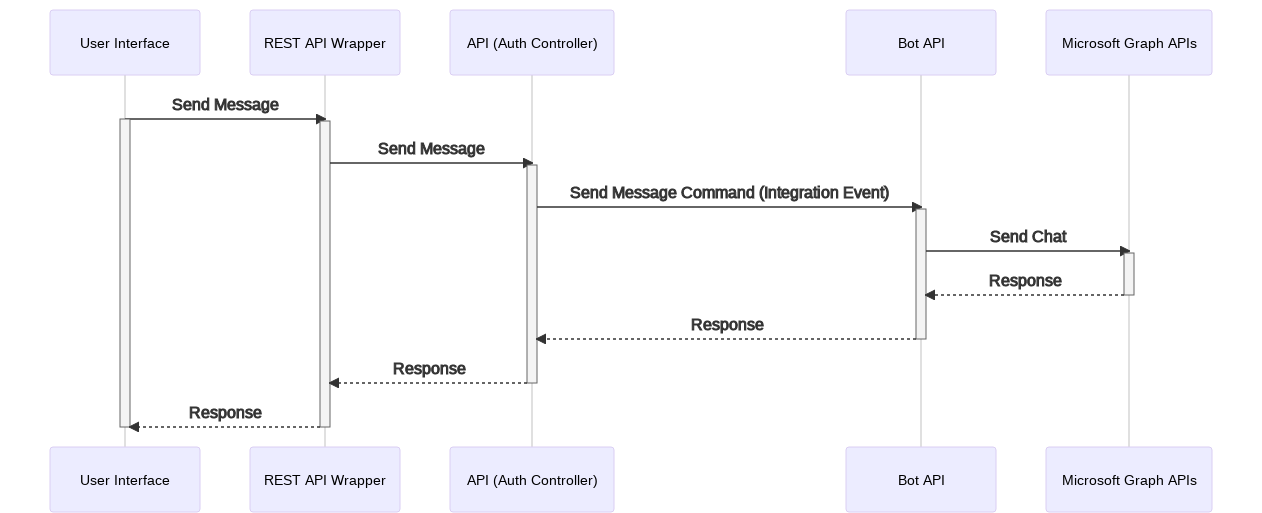 User Interface
REST API Wrapper
API (Auth Controller)
Bot API
Microsoft Graph APIs
Send Message
Send Message
Send Message Command (Integration Event)
Send Chat
Response
Response
Response
Response
User Interface
REST API Wrapper
API (Auth Controller)
Bot API
Microsoft Graph APIs